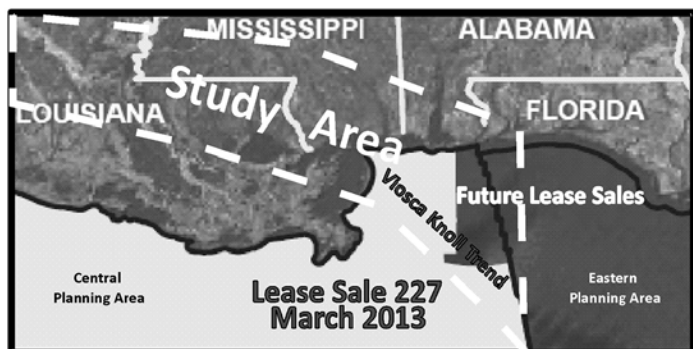 MISSISSIPPI
ALABAMA
LOUISIANA
Study Area
FLORIDA
Viosca Knoll Trend
Future Lease Sales
Central
Planning Area
Lease Sale 227
March 2013
Eastern
Planning Area